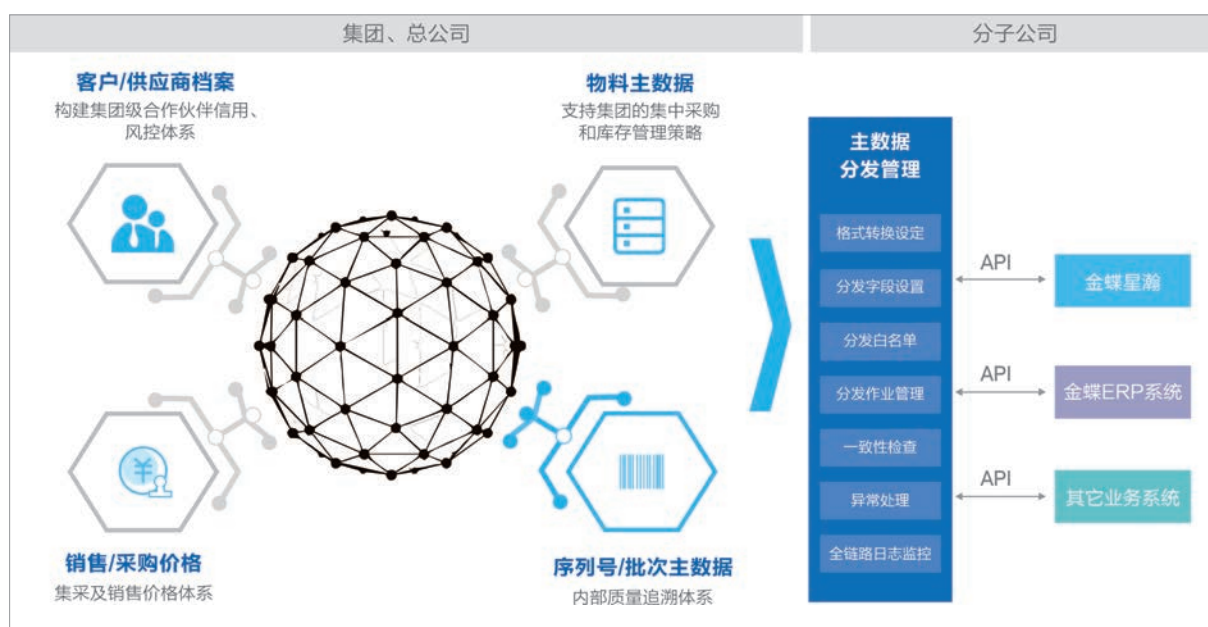 集团、总公司
分子公司
客户/供应商档案
构建集团级合作伙伴信用、
风控体系
物料主数据
支持集团的集中采购
和库存管理策略
¥
销售/采购价格
集采及销售价格体系
序列号/批次主数据
内部质量追溯体系
主数据
分发管理
格式转换设定
分发字段设置
分发白名单
分发作业管理
一致性检查
异常处理
全链路日志监控
API
金蝶星瀚
API
金蝶ERP系统
API
其它业务系统